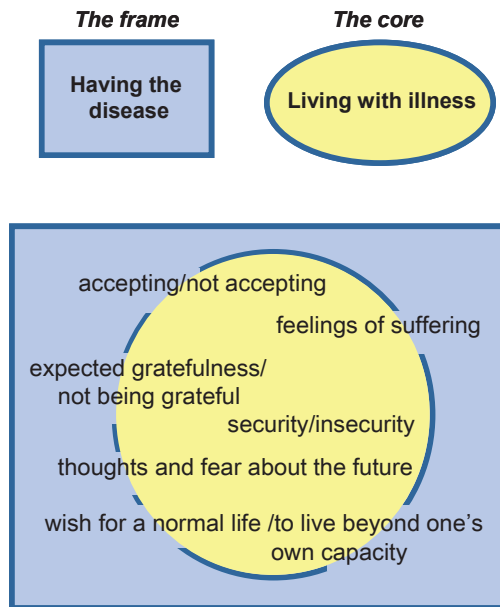 The frame
The core
Having the
disease
Living with illness
accepting/not accepting
feelings of suffering
expected gratefulness/
not being grateful
security/insecurity
thoughts and fear about the future
wish for a normal life /to live beyond one's
own capacity